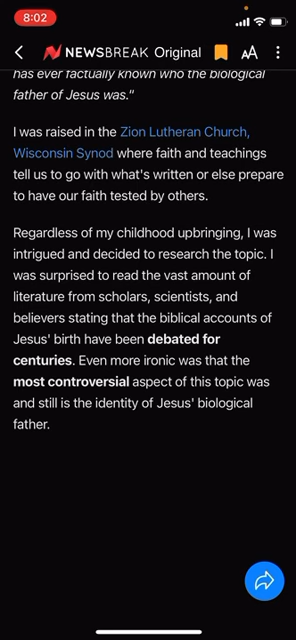 8:02
NEWSBREAK Original AA
has ever factually known who the biological
father of Jesus was."
I was raised in the Zion Lutheran Church,
Wisconsin Synod where faith and teachings
tell us to go with what's written or else prepare
to have our faith tested by others.
Regardless of my childhood upbringing, I was
intrigued and decided to research the topic. I
was surprised to read the vast amount of
literature from scholars, scientists, and
believers stating that the biblical accounts of
Jesus' birth have been debated for
centuries. Even more ironic was that the
most controversial aspect of this topic was
and still is the identity of Jesus' biological
father.